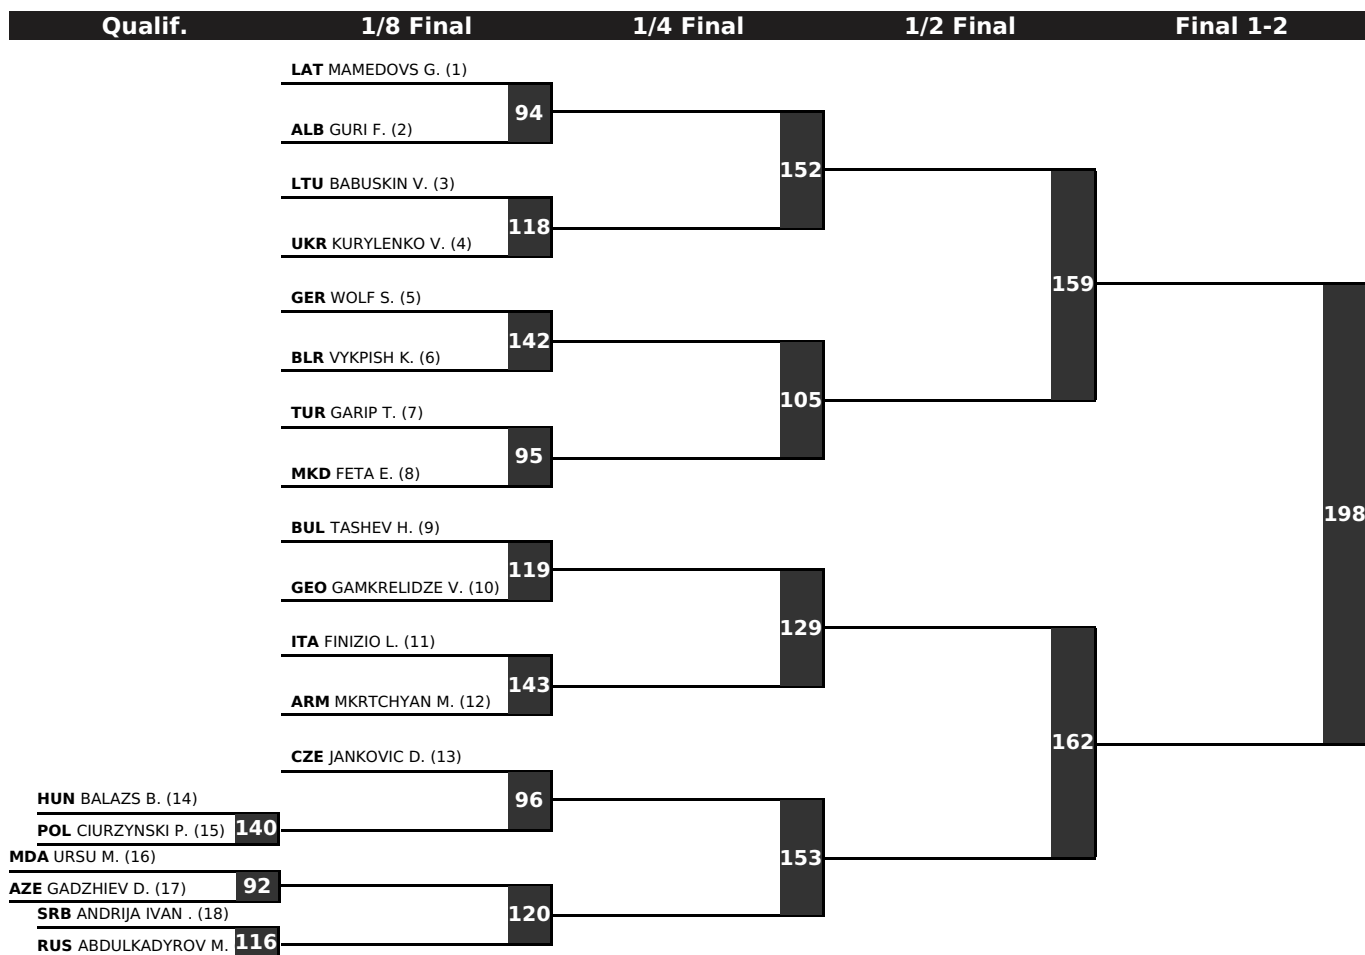 Qualif. 1/8 Final 1/4 Final 1/2 Final Final 1-2
LAT MAMEDOVS G. (1)
94
ALB GURI F. (2)
152
LTU BABUSKIN V. (3)
118
UKR KURYLENKO V. (4)
159
GER WOLF S. (5)
142
BLR VYKPISH K. (6)
105
TUR GARIP T. (7)
95
MKD FETA E. (8)
198
BUL TASHEV H. (9)
119
GEO GAMKRELIDZE V. (10)
129
ITA FINIZIO L. (11)
143
ARM MKRTCHYAN M. (12)
162
CZE JANKOVIC D. (13)
HUN BALAZS B. (14)
96
POL CIURZYNSKI P. (15) 140
MDA URSU M. (16)
153
AZE GADZHIEV D. (17) 92
SRB ANDRIJA IVAN . (18)
120
RUS ABDULKADYROV M. 116